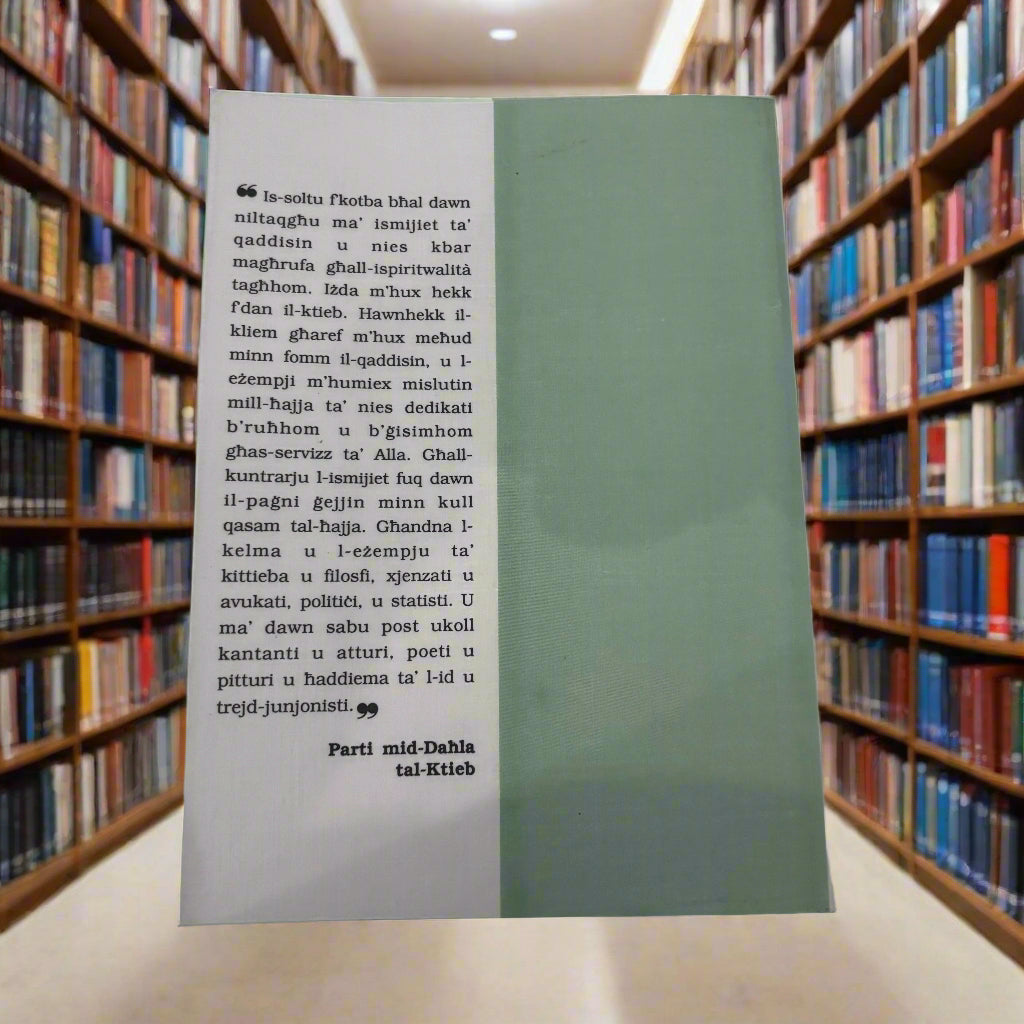 ❝ Is-soltu f'kotba bħal dawn
niltaqgħu ma' ismijiet ta'
qaddisin u nies kbar
magħrufa għall-ispiritwalità
tagħhom. Iżda m'hux hekk
f'dan il-ktieb. Hawnhekk il-
kliem għaref m'hux meħud
minn fomm il-qaddisin, u l-
eżempji m'humiex mislutin
mill-ħajja ta' nies dedikati
b'ruħhom u b'ġisimhom
għas-servizz ta' Alla. Għall-
kuntrarju l-ismijiet fuq dawn
il-paġni ġejjin minn kull
qasam tal-ħajja. Għandna l-
kelma u l-eżempju ta'
kittieba u filosfi, xjenzati u
avukati, politiċi, u statisti. U
ma' dawn sabu post ukoll
kantanti u atturi, poeti u
pitturi u ħaddiema ta' l-id u
trejd-junjonisti. ❞
Parti mid-Daħla
tal-Ktieb